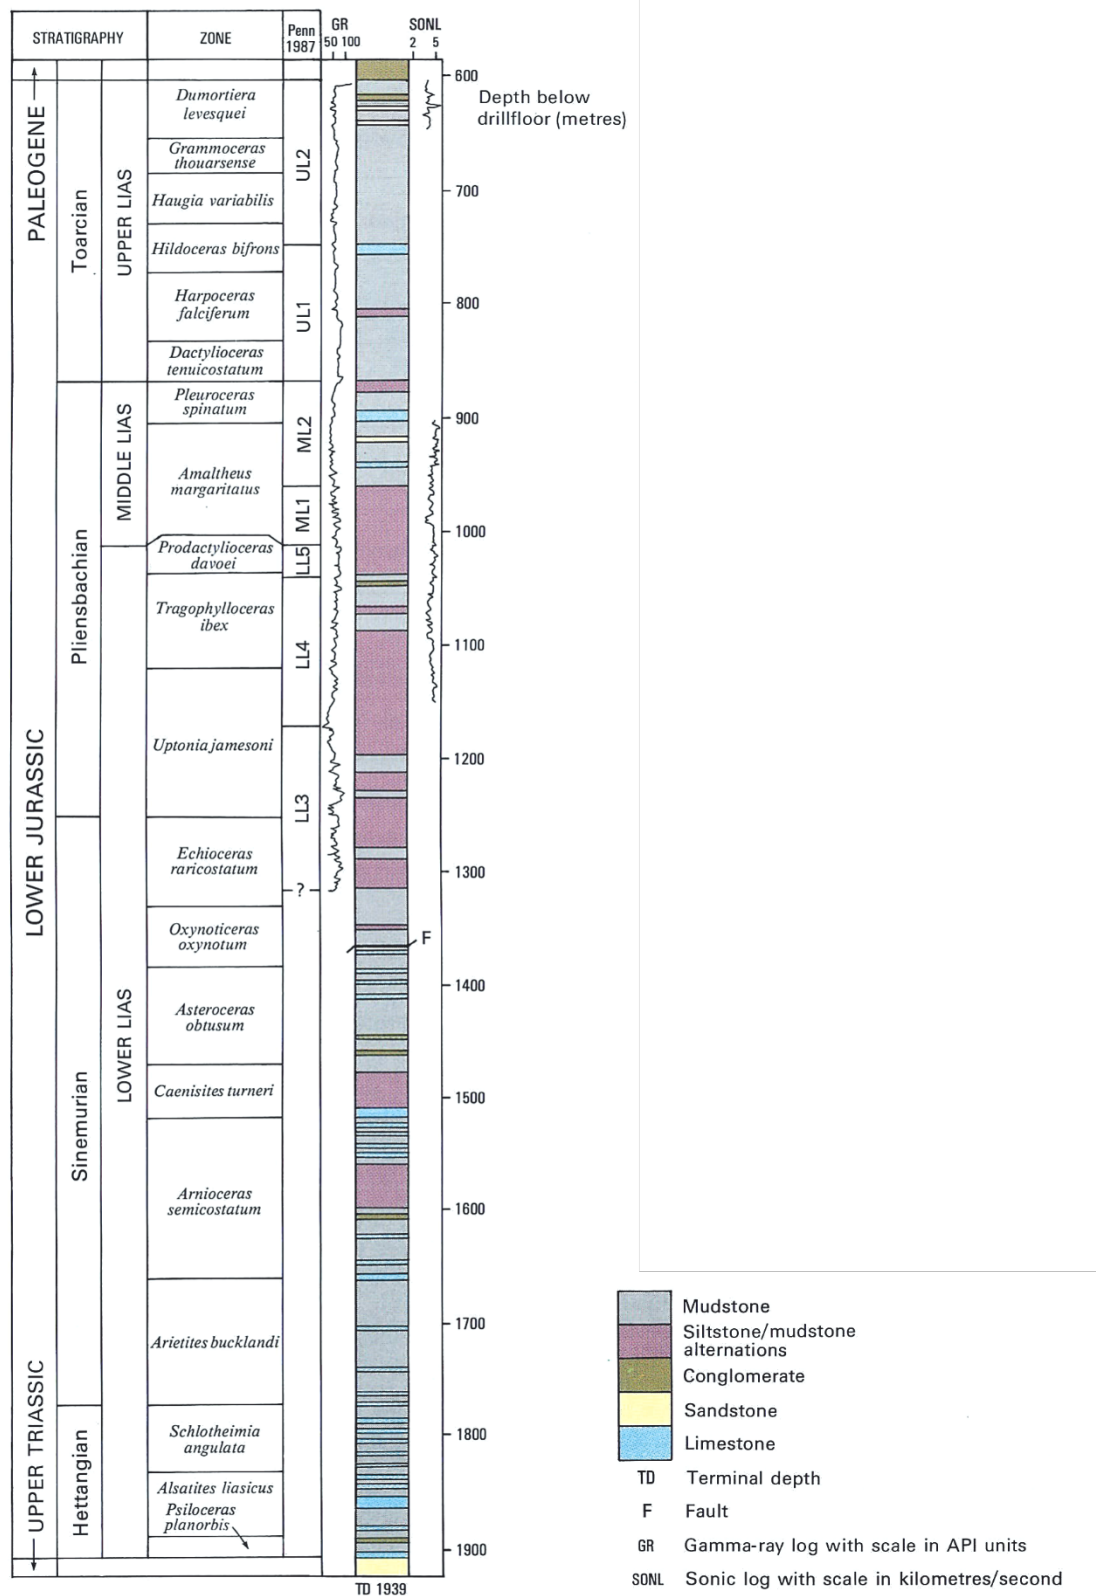 STRATIGRAPHY
ZONE
Penn
1987
GR
50 100
SONL
2 5
PALEOGENE
LOWER JURASSIC
UPPER TRIASSIC
Toarcian
Pliensbachian
Sinemurian
Hettangian
UPPER LIAS
MIDDLE LIAS
LOWER LIAS
Dumortiera
levesquei
Grammoceras
thouarsense
Haugia variabilis
Hildoceras bifrons
Harpoceras
falciferum
Dactylioceras
tenuicostatum
Pleuroceras
spinatum
Amaltheus
margaritatus
Prodactylioceras
davoei
Tragophylloceras
ibex
Uptonia jamesoni
Echioceras
raricostatum
Oxynoticeras
oxynotum
Asteroceras
obtusum
Caenisites turneri
Arnioceras
semicostatum
Arietites bucklandi
Schlotheimia
angulata
Alsatites liasicus
Psiloceras
planorbis
UL2
UL1
ML2
ML1
LL5
LL4
LL3
?
F
TD 1939
600
700
800
900
1000
1100
1200
1300
1400
1500
1600
1700
1800
1900
Depth below
drillfloor (metres)
Mudstone
Siltstone/mudstone
alternations
Conglomerate
Sandstone
Limestone
TD Terminal depth
F Fault
GR Gamma-ray log with scale in API units
SONL Sonic log with scale in kilometres/second